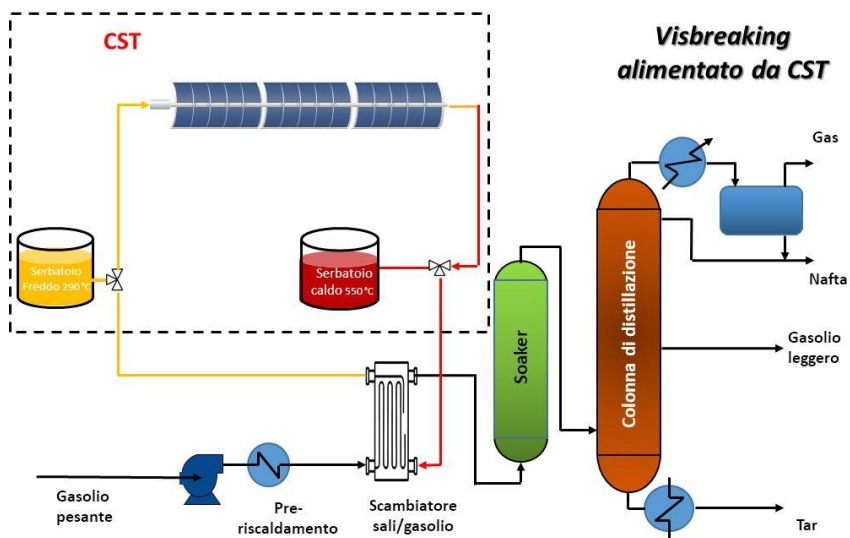 CST
Visbreaking
alimentato da CST
Gas
Serbatoio
Freddo 290 °C
Serbatoio
caldo 550 °C
Nafta
Soaker
Colonna di distillazione
Gasolio
leggero
Gasolio
pesante
Pre-
riscaldamento
Scambiatore
sali/gasolio
Tar